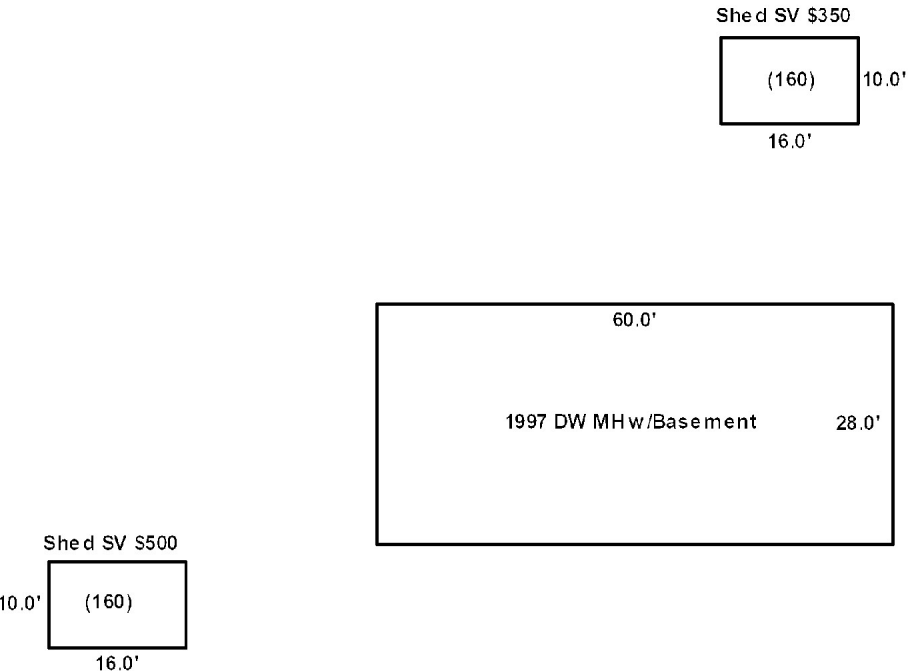 Shed SV $350
(160)
10.0'
16.0'
60.0'
1997 DW MH w/Basement
28.0'
Shed SV $500
10.0'
(160)
16.0'